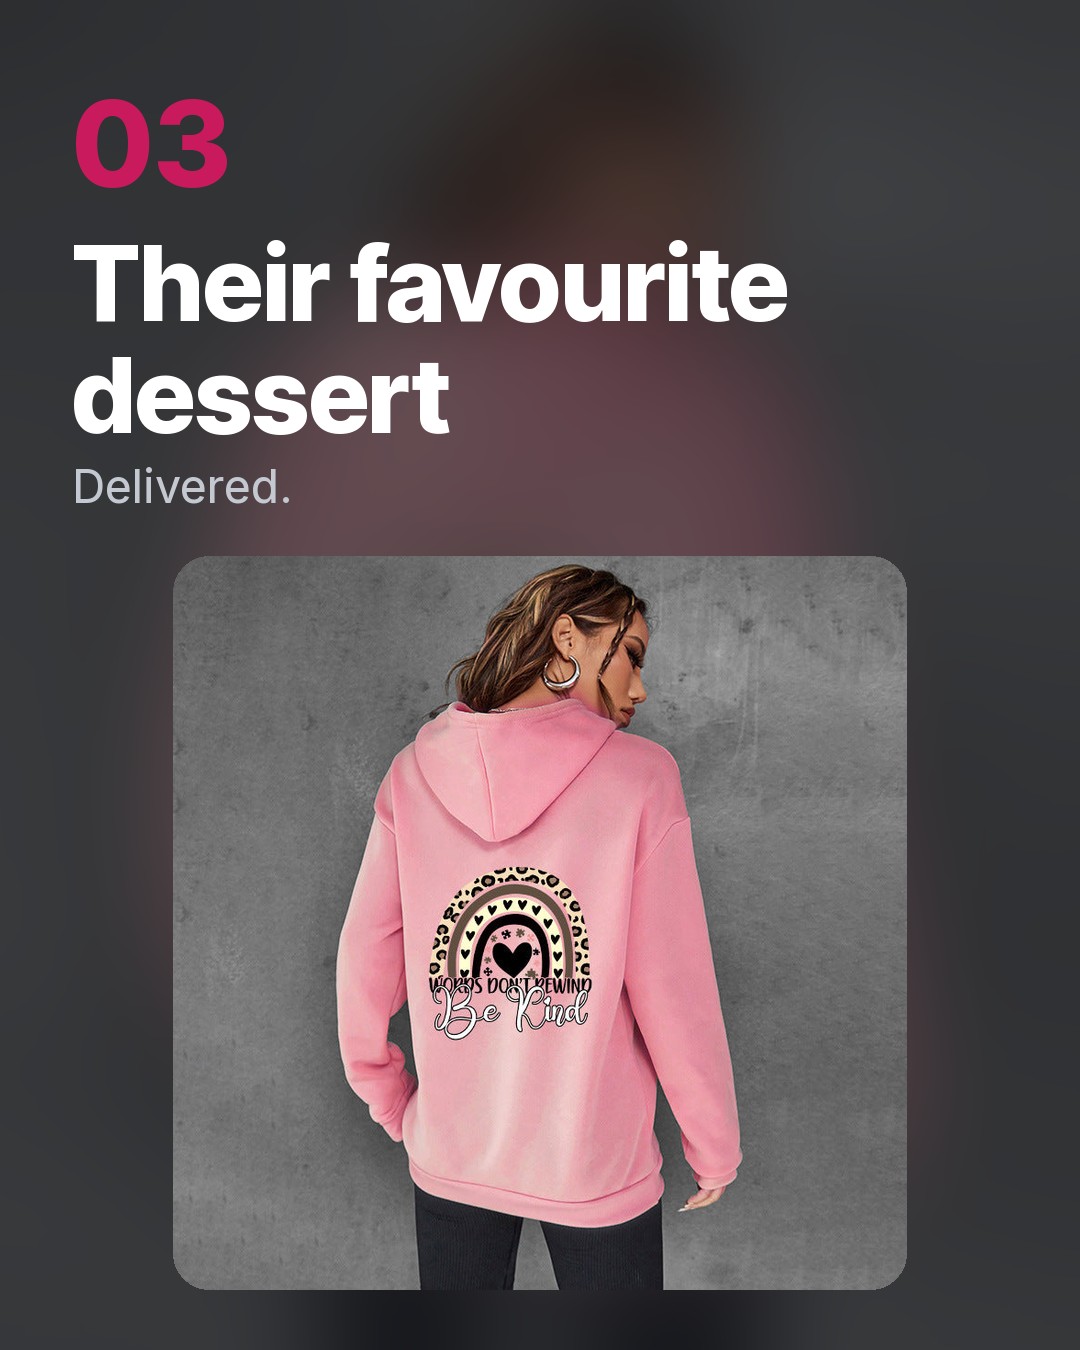 03
Their favourite
dessert
Delivered.
WORDS DON'T REWIND
Be Kind